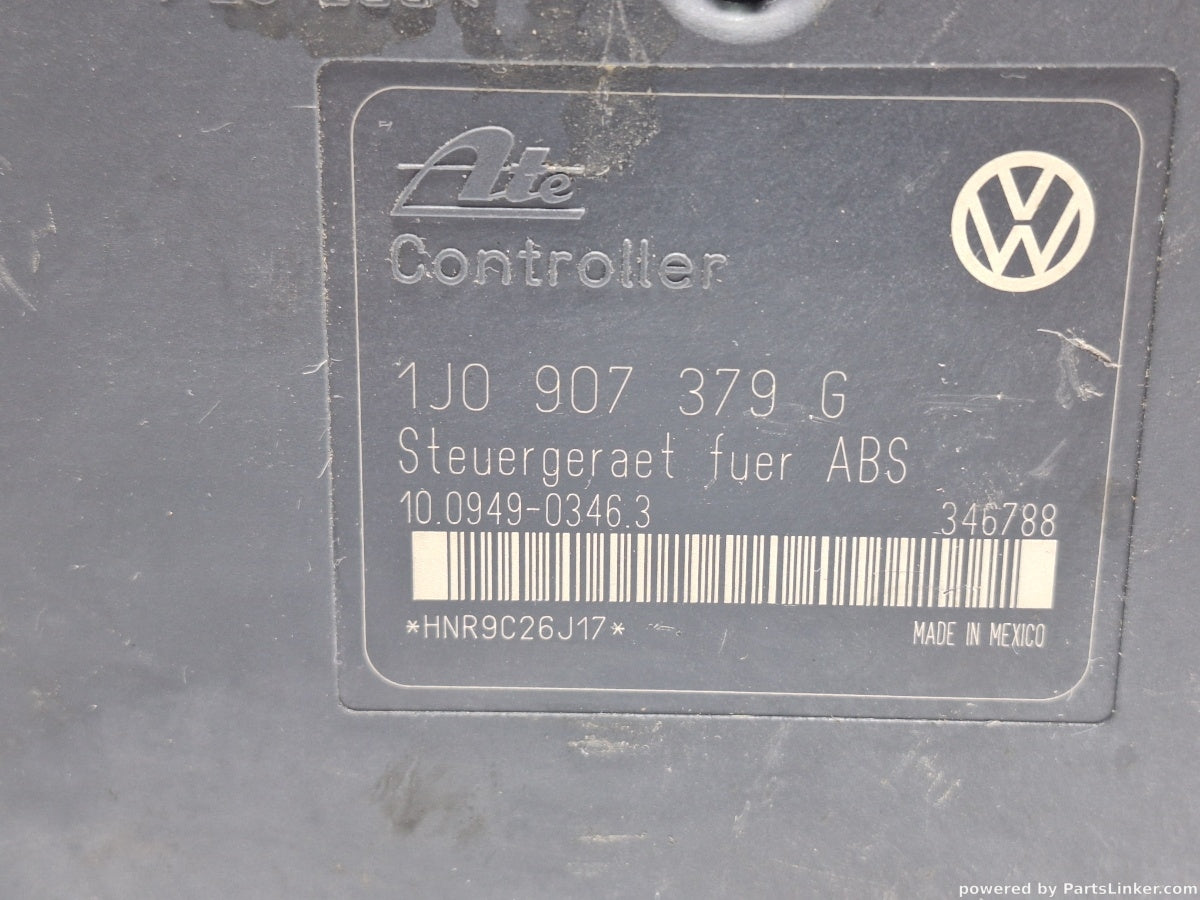 Ate
Controller
1J0 907 379 G
Steuergeraet fuer ABS
10.0949-0346.3 346788
*HNR9C26J17* MADE IN MEXICO
powered by PartsLinker.com